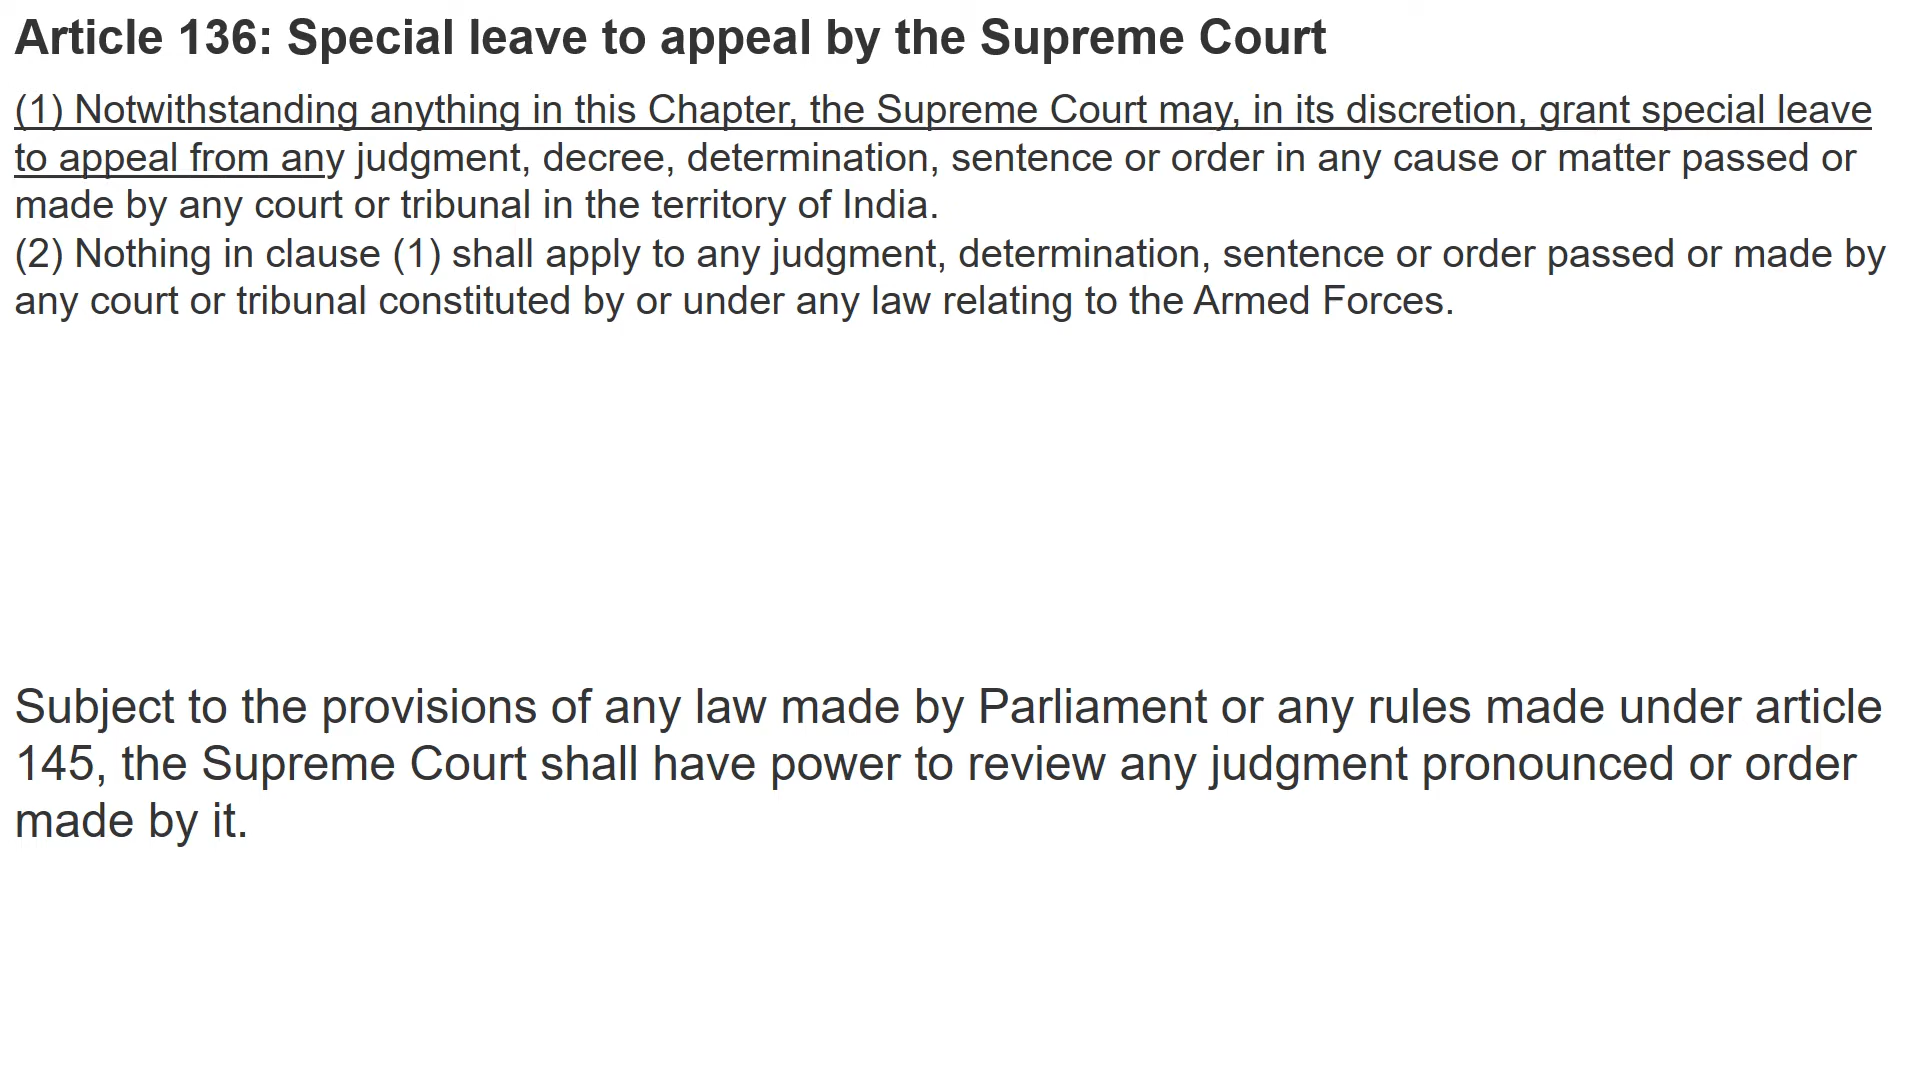 Article 136: Special leave to appeal by the Supreme Court
(1) Notwithstanding anything in this Chapter, the Supreme Court may, in its discretion, grant special leave
to appeal from any judgment, decree, determination, sentence or order in any cause or matter passed or
made by any court or tribunal in the territory of India.
(2) Nothing in clause (1) shall apply to any judgment, determination, sentence or order passed or made by
any court or tribunal constituted by or under any law relating to the Armed Forces.
Subject to the provisions of any law made by Parliament or any rules made under article
145, the Supreme Court shall have power to review any judgment pronounced or order
made by it.